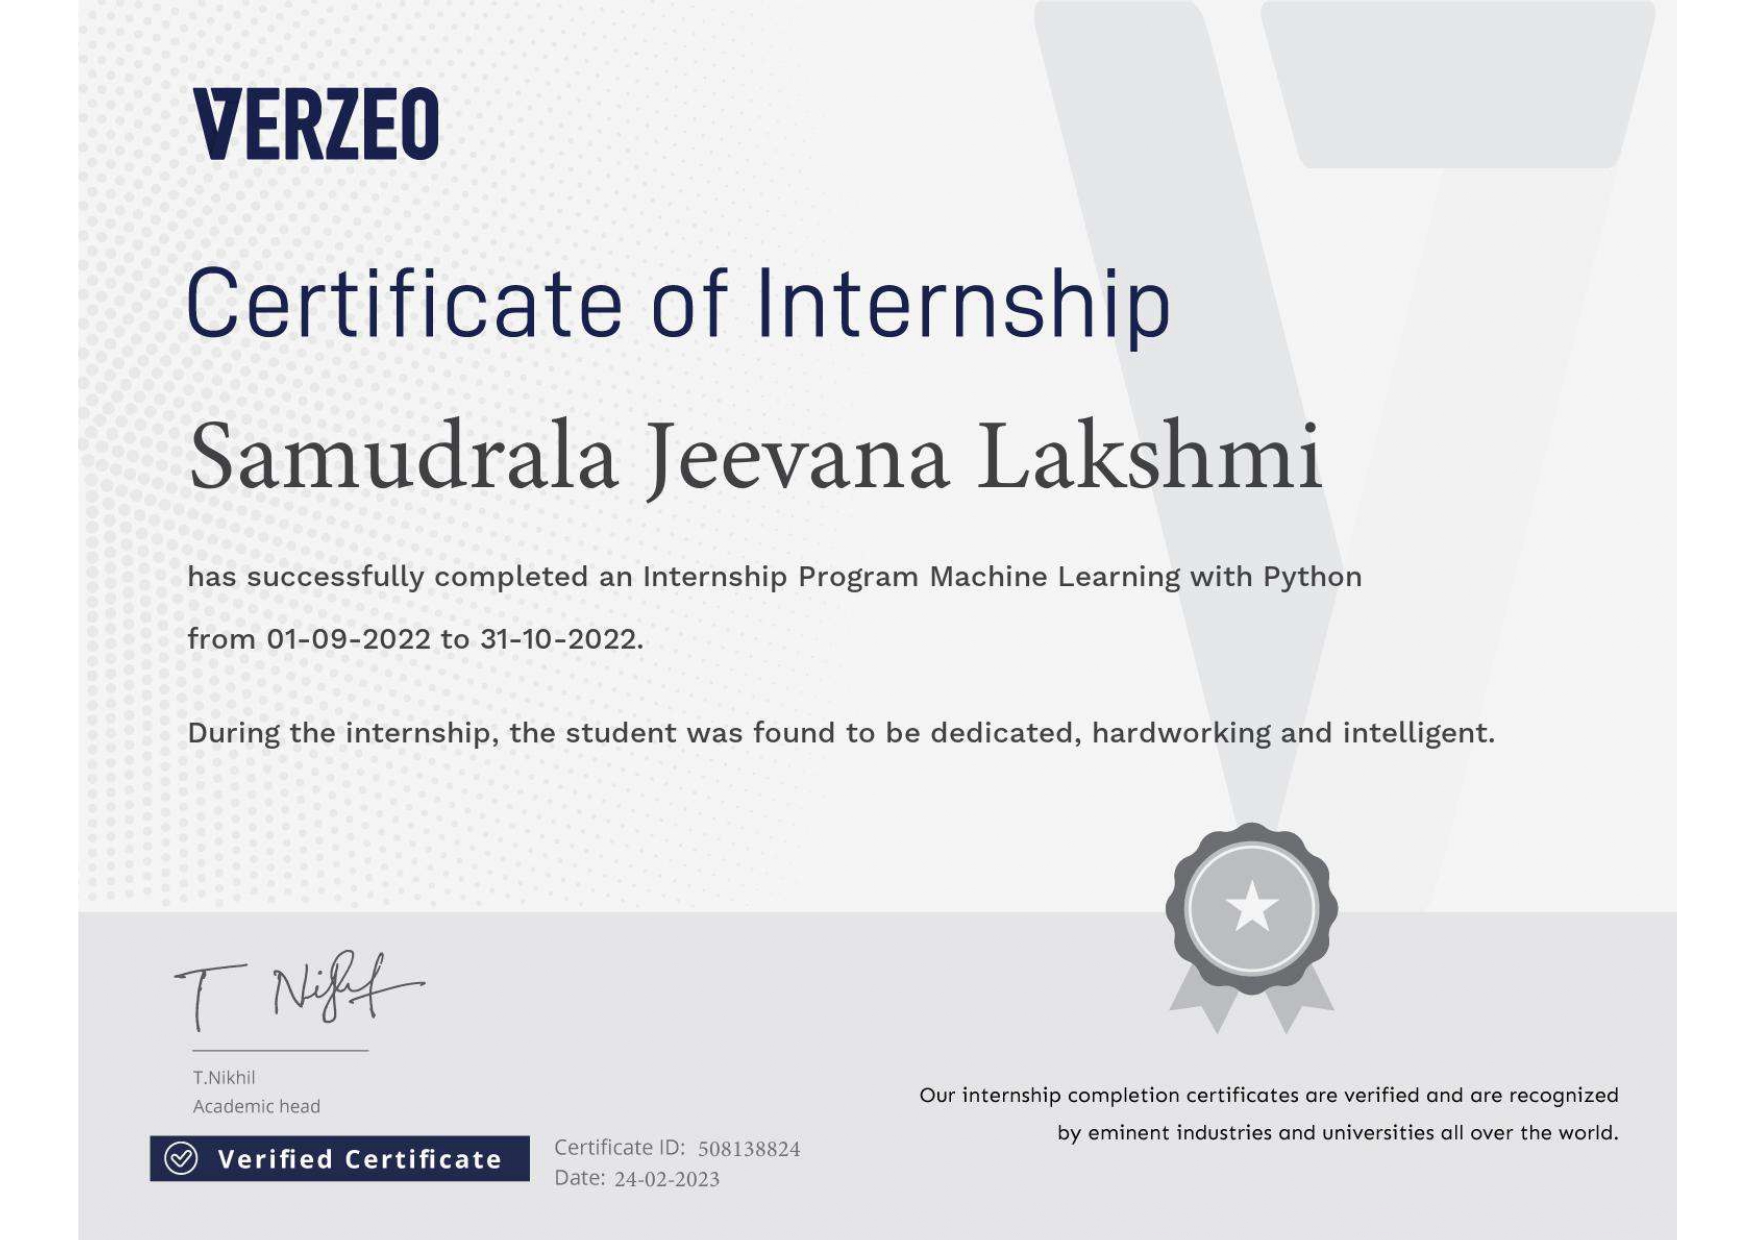 VERZEO
Certificate of Internship
Samudrala Jeevana Lakshmi
has successfully completed an Internship Program Machine Learning with Python
from 01-09-2022 to 31-10-2022.
During the internship, the student was found to be dedicated, hardworking and intelligent.
T Nikhil
T.Nikhil
Academic head
Verified Certificate
Certificate ID: 508138824
Date: 24-02-2023
Our internship completion certificates are verified and are recognized
by eminent industries and universities all over the world.